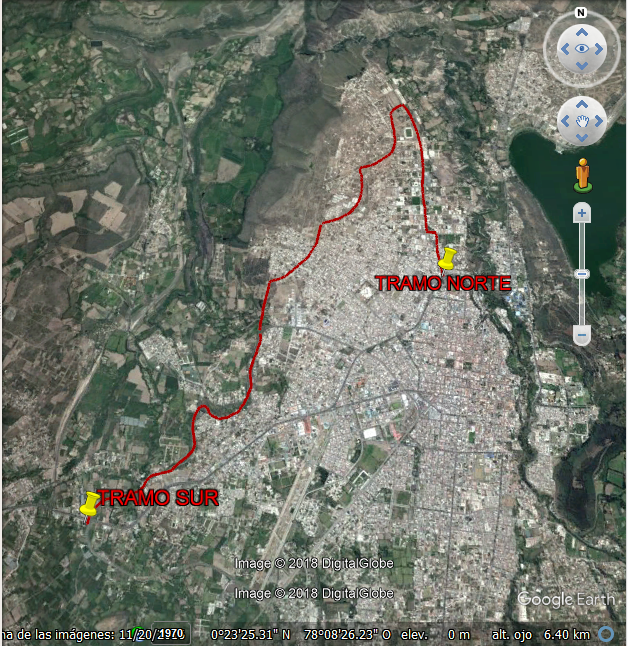 N
TRAMO NORTE
TRAMO SUR
Image © 2018 DigitalGlobe
Image © 2018 DigitalGlobe
Google Earth
na de las imágenes: 11/20/ 1970 0°23'25.31" N 78°08'26.23" O elev. 0 m alt. ojo 6.40 km